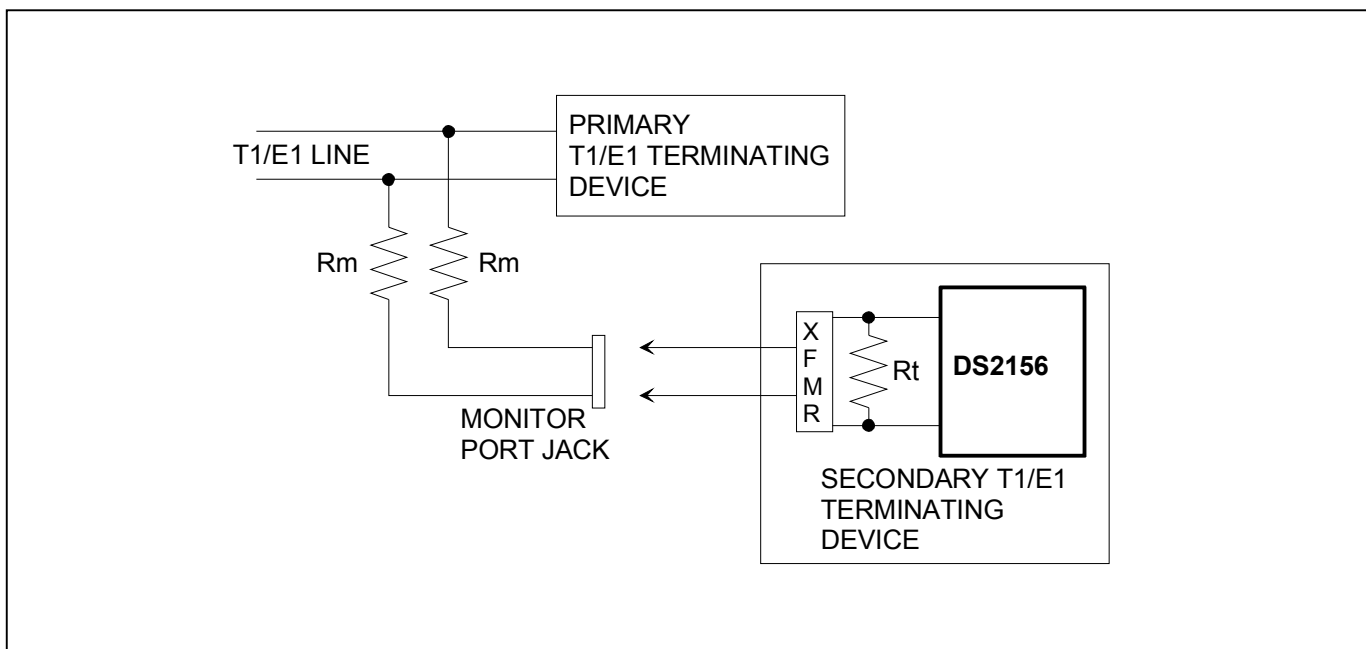 PRIMARY
T1/E1 TERMINATING
DEVICE
T1/E1 LINE
Rm
Rm
MONITOR
PORT JACK
X
F
M
R
Rt
DS2156
SECONDARY T1/E1
TERMINATING
DEVICE